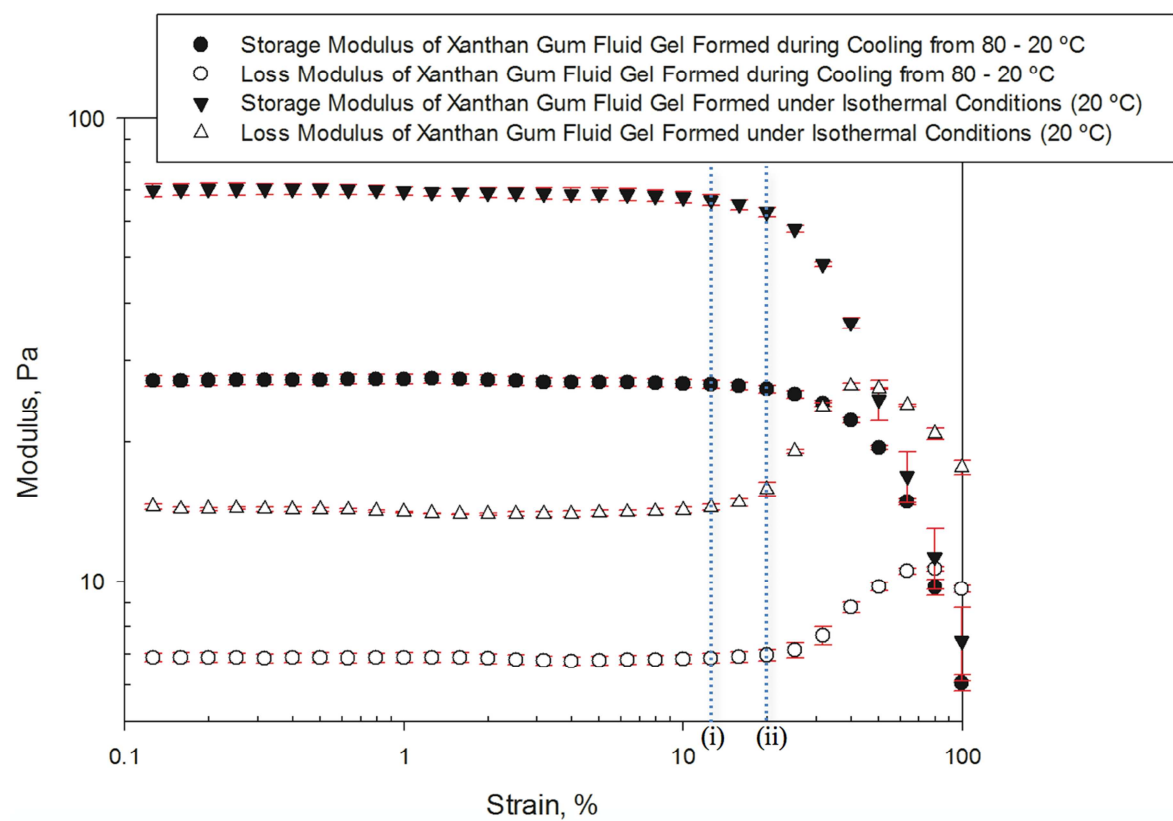 Storage Modulus of Xanthan Gum Fluid Gel Formed during Cooling from 80 - 20 ºC
Loss Modulus of Xanthan Gum Fluid Gel Formed during Cooling from 80 - 20 ºC
Storage Modulus of Xanthan Gum Fluid Gel Formed under Isothermal Conditions (20 ºC)
Loss Modulus of Xanthan Gum Fluid Gel Formed under Isothermal Conditions (20 ºC)
100
Modulus, Pa
10
0.1 1 10 (i) (ii) 100
Strain, %